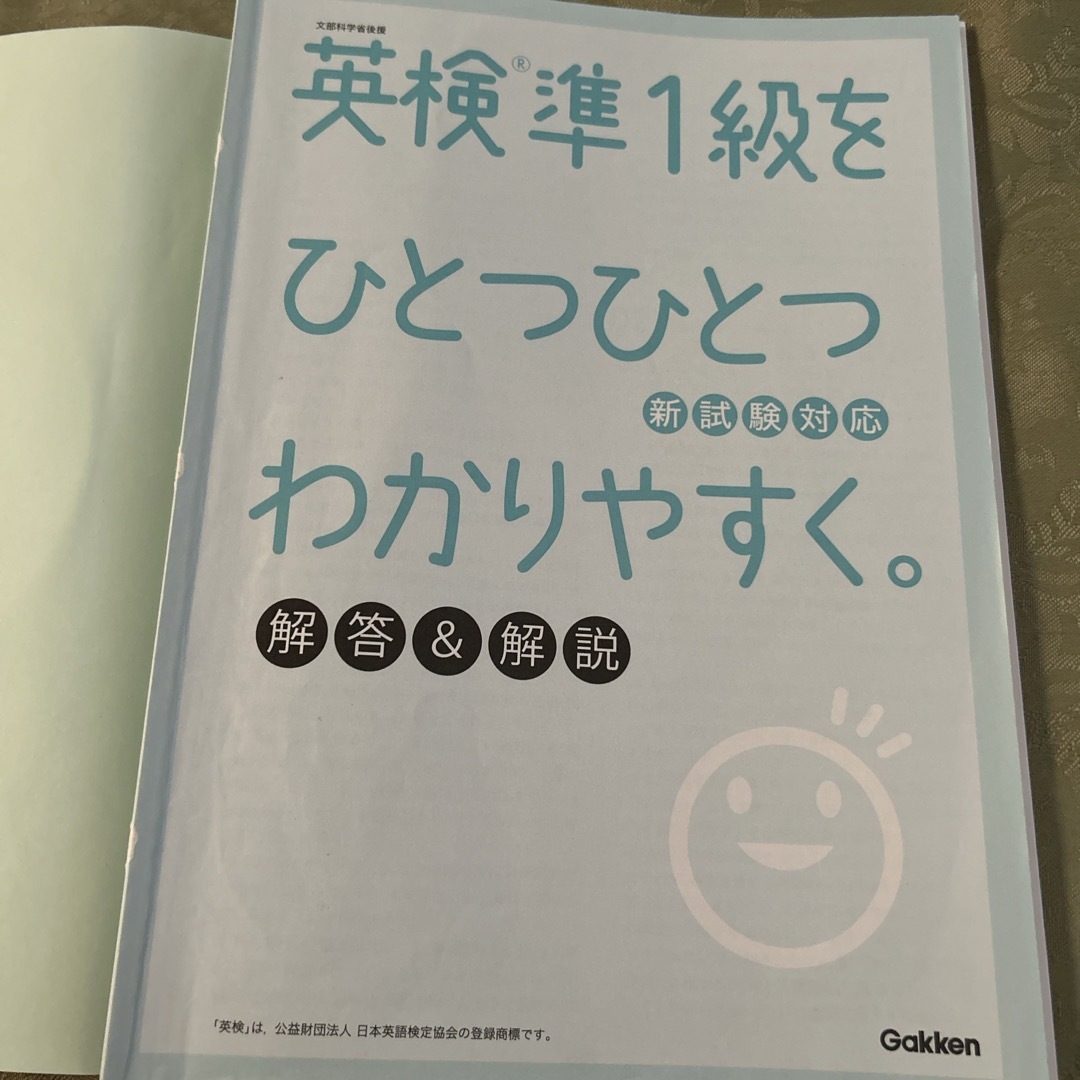 文部科学省後援
英検®準1級を
ひとつひとつ
新試験対応
わかりやすく。
解答&解説
「英検」は、公益財団法人 日本英語検定協会の登録商標です。
Gakken